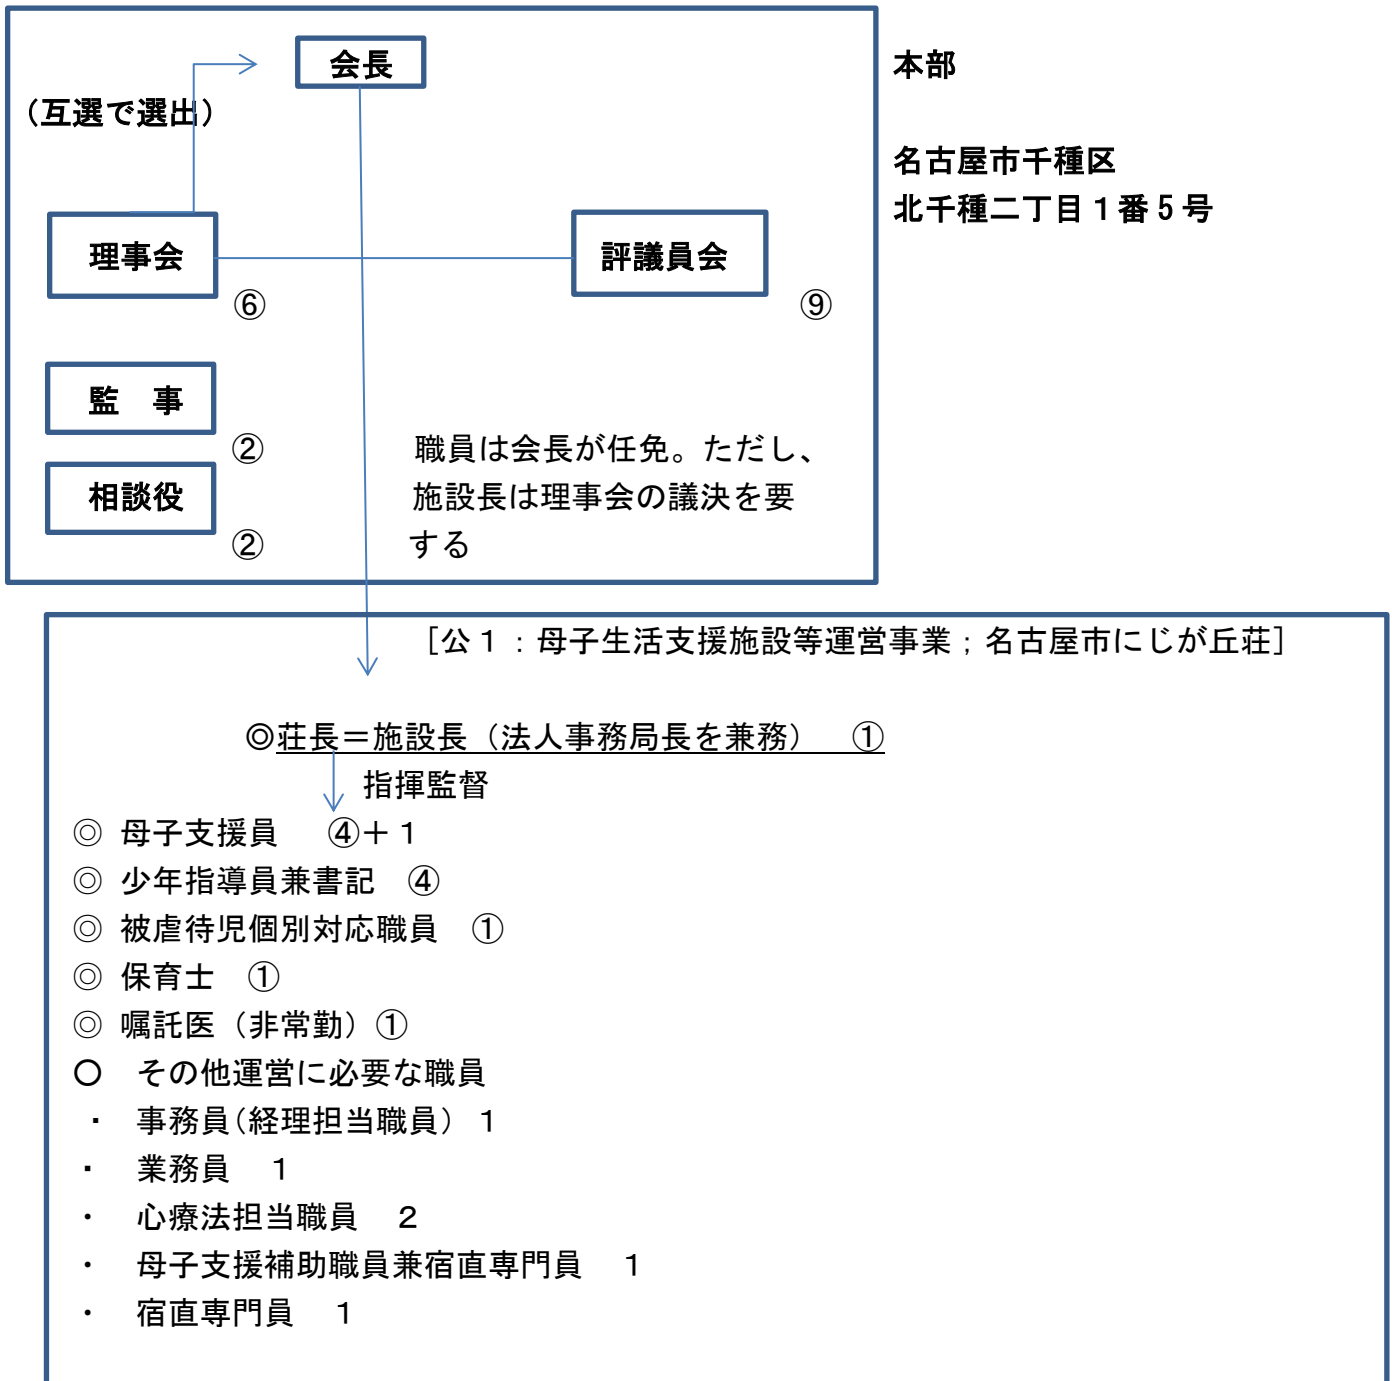 会長
本部
（互選で選出）
名古屋市千種区
北千種二丁目１番５号
理事会
⑥
評議員会
⑨
監　事
②
相談役
②
職員は会長が任免。ただし、
施設長は理事会の議決を要
する
［公１：母子生活支援施設等運営事業；名古屋市にじが丘荘］
◎荘長＝施設長（法人事務局長を兼務）　①
指揮監督
◎ 母子支援員　④＋１
◎ 少年指導員兼書記　④
◎ 被虐待児個別対応職員　①
◎ 保育士　①
◎ 嘱託医（非常勤）①
〇　その他運営に必要な職員
・　事務員（経理担当職員）１
・　業務員　１
・　心療法担当職員　２
・　母子支援補助職員兼宿直専門員　１
・　宿直専門員　１